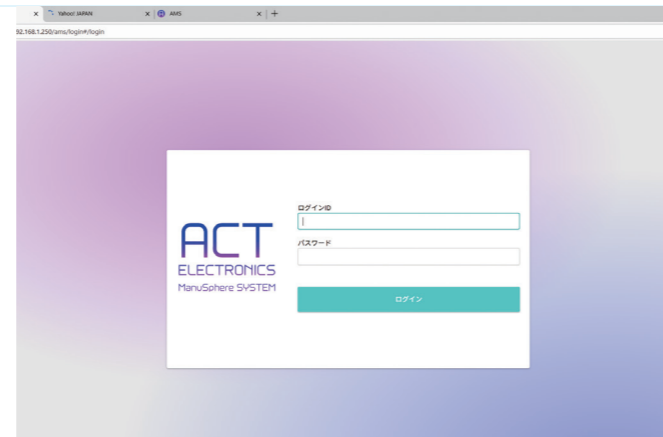 Yahoo! JAPAN
AMS
92.168.1.250/ams/login#/login
ログインID
パスワード
ACT
ELECTRONICS
ManuSphere SYSTEM
ログイン